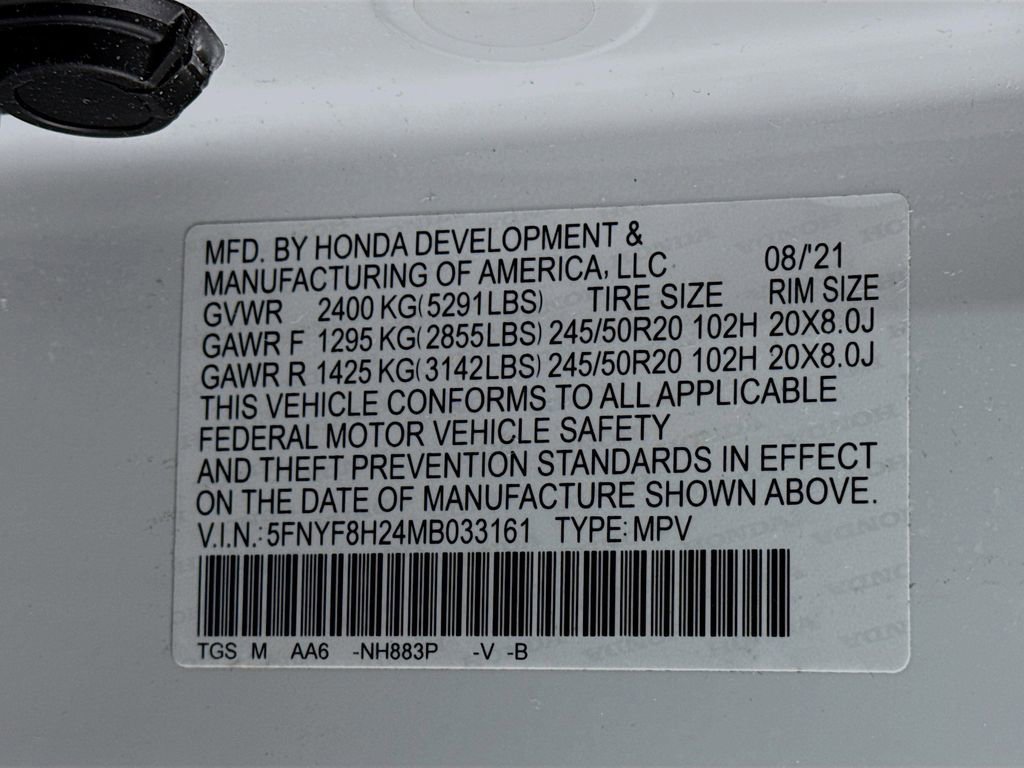 MFD. BY HONDA DEVELOPMENT &
MANUFACTURING OF AMERICA, LLC 08/'21
GVWR 2400 KG(5291LBS) TIRE SIZE RIM SIZE
GAWR F 1295 KG(2855LBS) 245/50R20 102H 20X8.0J
GAWR R 1425 KG(3142LBS) 245/50R20 102H 20X8.0J
THIS VEHICLE CONFORMS TO ALL APPLICABLE
FEDERAL MOTOR VEHICLE SAFETY
AND THEFT PREVENTION STANDARDS IN EFFECT
ON THE DATE OF MANUFACTURE SHOWN ABOVE.
V.I.N.: 5FNYF8H24MB033161 TYPE: MPV
TGS M AA6 -NH883P -V -B